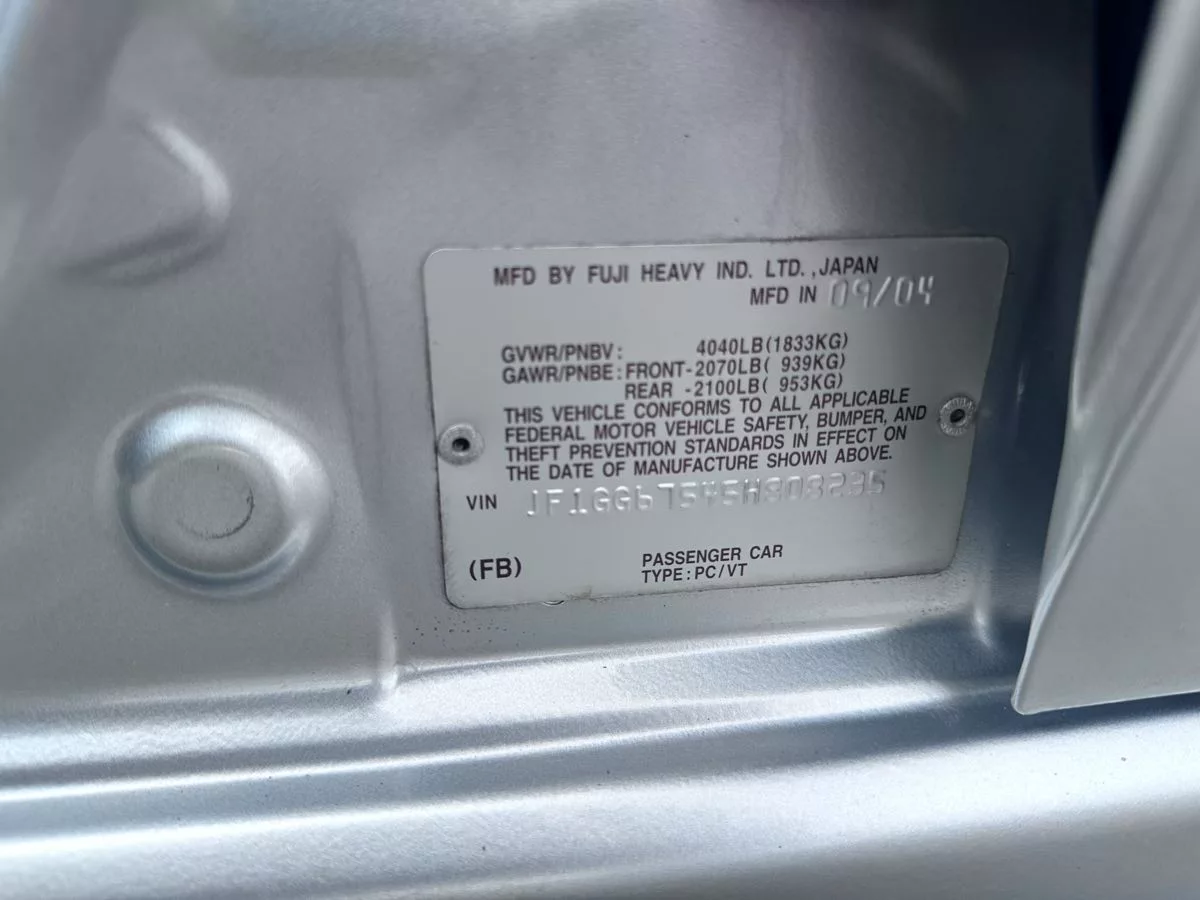 MFD BY FUJI HEAVY IND. LTD.,JAPAN
MFD IN 09/04
GVWR/PNBV: 4040LB(1833KG)
GAWR/PNBE:FRONT-2070LB( 939KG)
REAR -2100LB( 953KG)
THIS VEHICLE CONFORMS TO ALL APPLICABLE
FEDERAL MOTOR VEHICLE SAFETY, BUMPER, AND
THEFT PREVENTION STANDARDS IN EFFECT ON
THE DATE OF MANUFACTURE SHOWN ABOVE.
VIN JF1GG67545H808235
(FB) PASSENGER CAR
TYPE:PC/VT